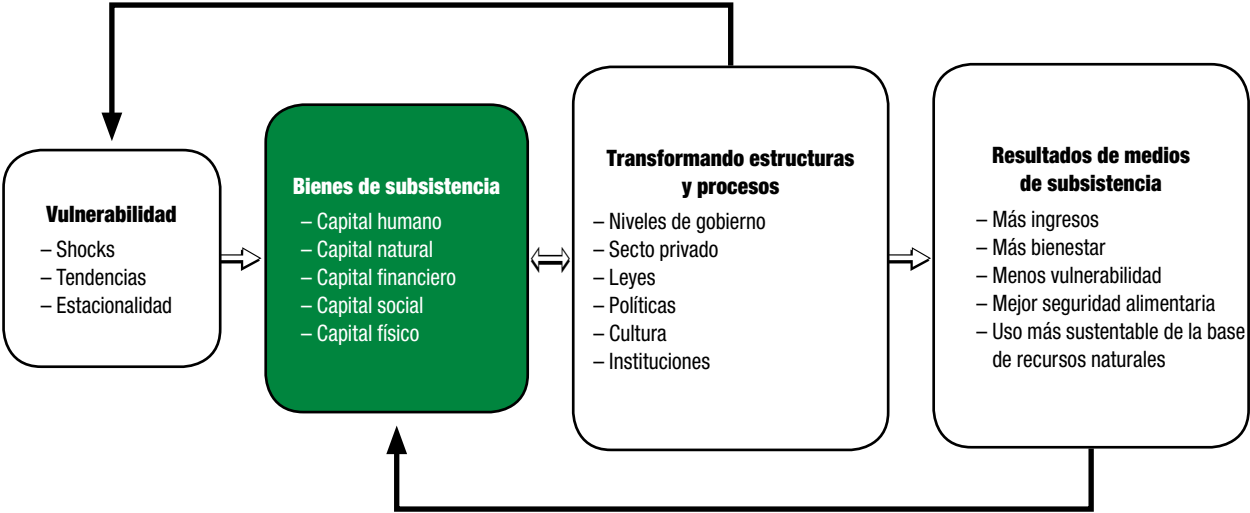 Vulnerabilidad
– Shocks
– Tendencias
– Estacionalidad
Bienes de subsistencia
– Capital humano
– Capital natural
– Capital financiero
– Capital social
– Capital físico
Transformando estructuras
y procesos
– Niveles de gobierno
– Secto privado
– Leyes
– Políticas
– Cultura
– Instituciones
Resultados de medios
de subsistencia
– Más ingresos
– Más bienestar
– Menos vulnerabilidad
– Mejor seguridad alimentaria
– Uso más sustentable de la base
de recursos naturales